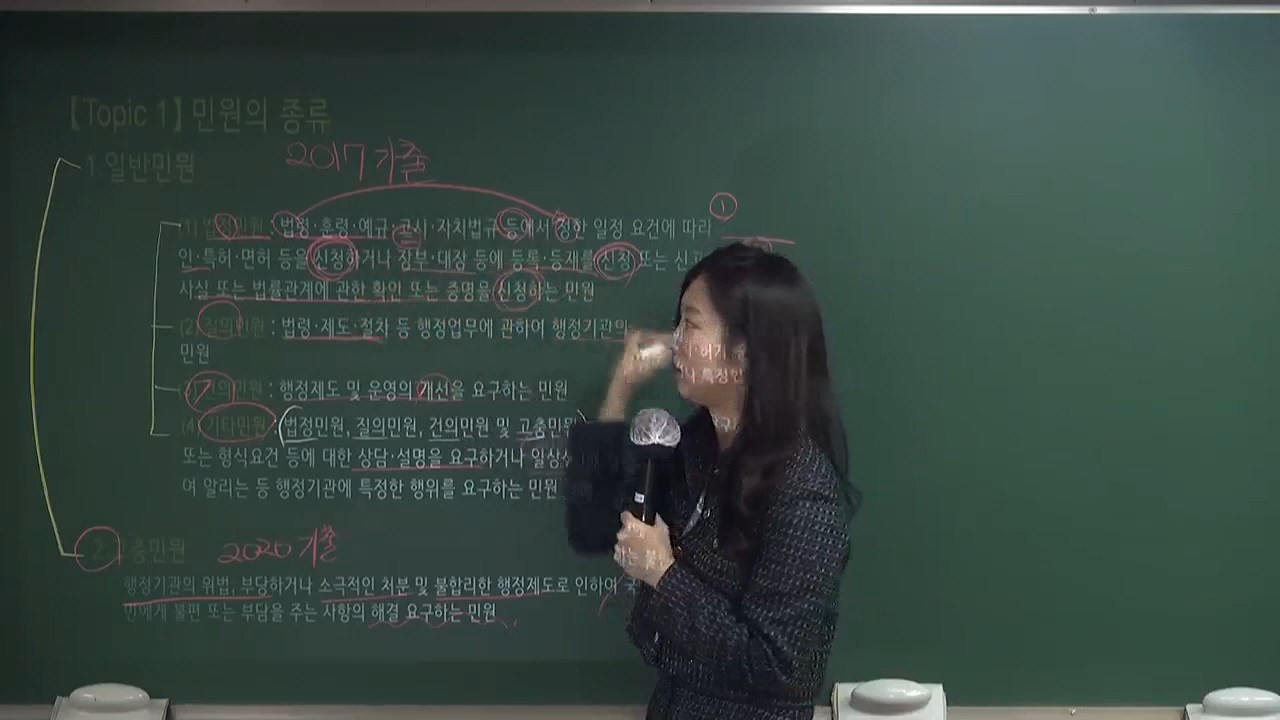 【Topic 1】 민원의 종류
1. 일반민원
2017 기출
①
(1) 법정민원 : 법령·훈령·예규·고시·자치법규 등에서 정한 일정 요건에 따라
인·특허·면허 등을 신청하거나 장부·대장 등에 등록·등재를 신청 또는 신고
사실 또는 법률관계에 관한 확인 또는 증명을 신청하는 민원
(2) 질의민원 : 법령·제도·절차 등 행정업무에 관하여 행정기관의
민원
건의민원 : 행정제도 및 운영의 개선을 요구하는 민원
(4) 기타민원 : 법정민원, 질의민원, 건의민원 및 고충민원
또는 형식요건 등에 대한 상담·설명을 요구하거나 일상
여 알리는 등 행정기관에 특정한 행위를 요구하는 민원
2. 고충민원
2020 기출
행정기관의 위법, 부당하거나 소극적인 처분 및 불합리한 행정제도로 인하여 국
민에게 불편 또는 부담을 주는 사항의 해결 요구하는 민원